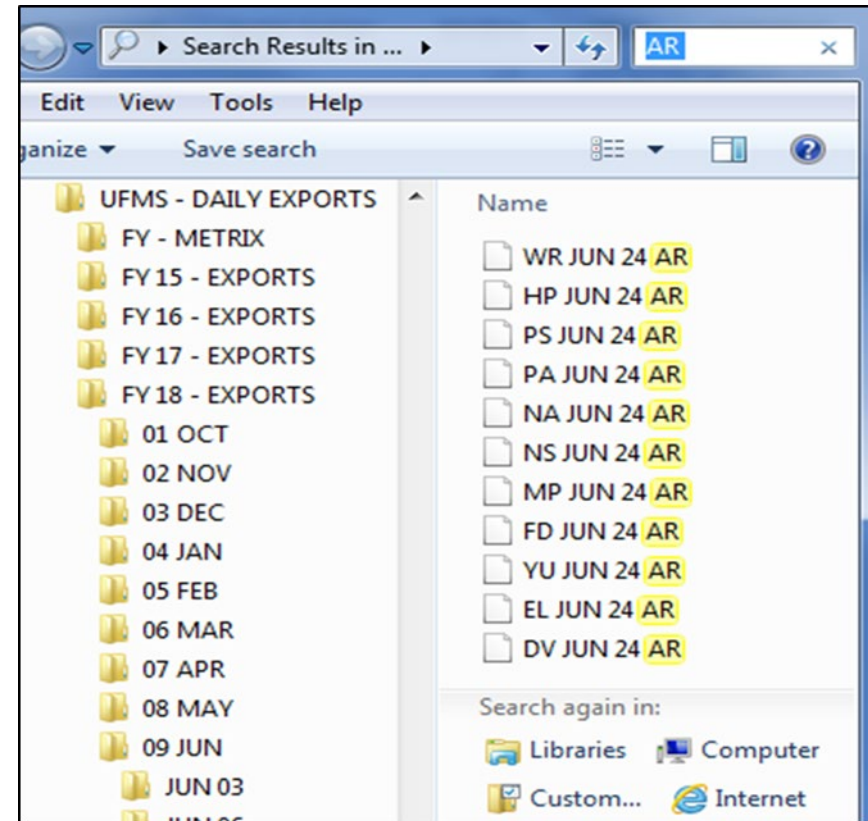 Search Results in ...
AR
Edit View Tools Help
ganize Save search
UFMS - DAILY EXPORTS
FY - METRIX
FY 15 - EXPORTS
FY 16 - EXPORTS
FY 17 - EXPORTS
FY 18 - EXPORTS
01 OCT
02 NOV
03 DEC
04 JAN
05 FEB
06 MAR
07 APR
08 MAY
09 JUN
JUN 03
Name
WR JUN 24 AR
HP JUN 24 AR
PS JUN 24 AR
PA JUN 24 AR
NA JUN 24 AR
NS JUN 24 AR
MP JUN 24 AR
FD JUN 24 AR
YU JUN 24 AR
EL JUN 24 AR
DV JUN 24 AR
Search again in:
Libraries Computer
Custom... Internet